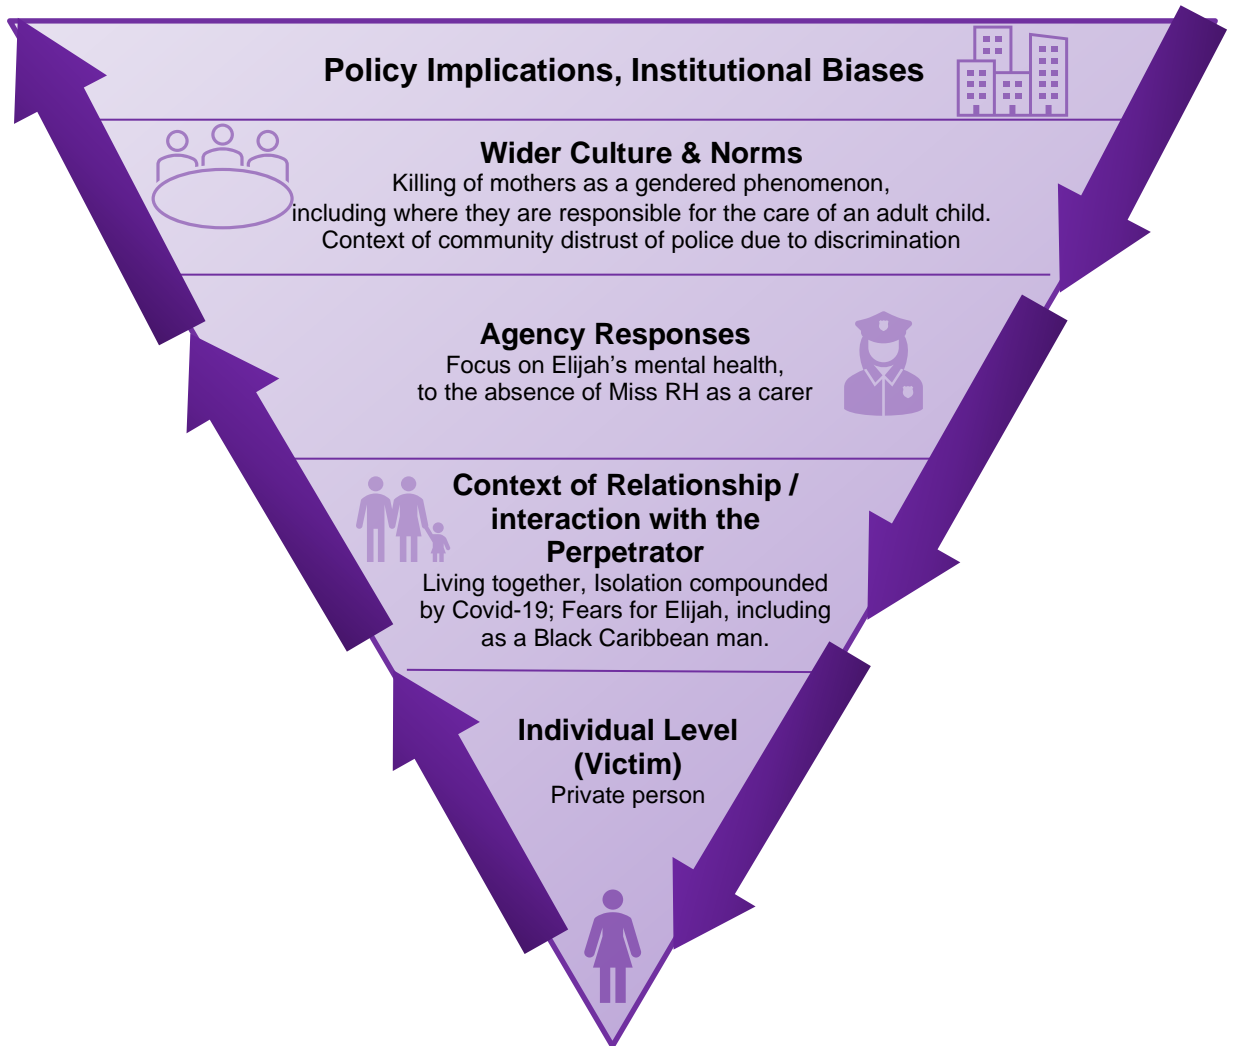 Policy Implications, Institutional Biases
Wider Culture & Norms
Killing of mothers as a gendered phenomenon,
including where they are responsible for the care of an adult child.
Context of community distrust of police due to discrimination
Agency Responses
Focus on Elijah’s mental health,
to the absence of Miss RH as a carer
Context of Relationship /
interaction with the
Perpetrator
Living together, Isolation compounded
by Covid-19; Fears for Elijah, including
as a Black Caribbean man.
Individual Level
(Victim)
Private person